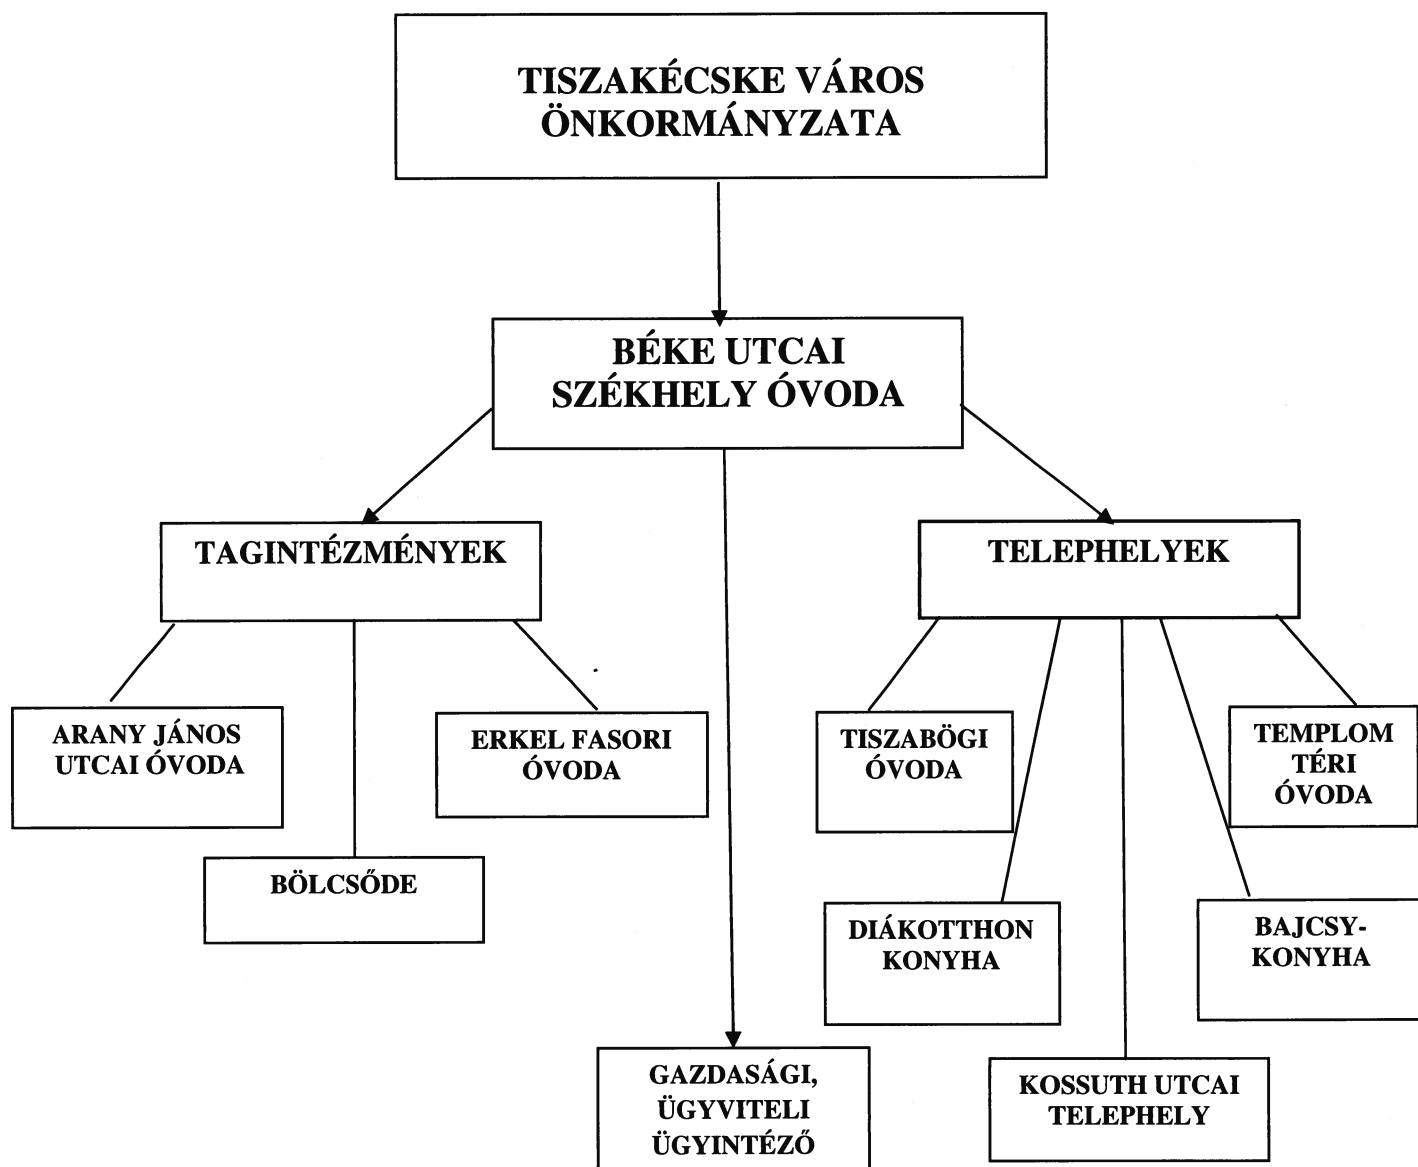 TISZAKÉCSKE VÁROS
ÖNKORMÁNYZATA
BÉKE UTCAI
SZÉKHELY ÓVODA
TAGINTÉZMÉNYEK
TELEPHELYEK
ARANY JÁNOS
UTCAI ÓVODA
ERKEL FASORI
ÓVODA
TISZABÖGI
ÓVODA
TEMPLOM
TÉRI
ÓVODA
BÖLCSŐDE
DIÁKOTTHON
KONYHA
BAJCSY-
KONYHA
GAZDASÁGI,
ÜGYVITELI
ÜGYINTÉZŐ
KOSSUTH UTCAI
TELEPHELY